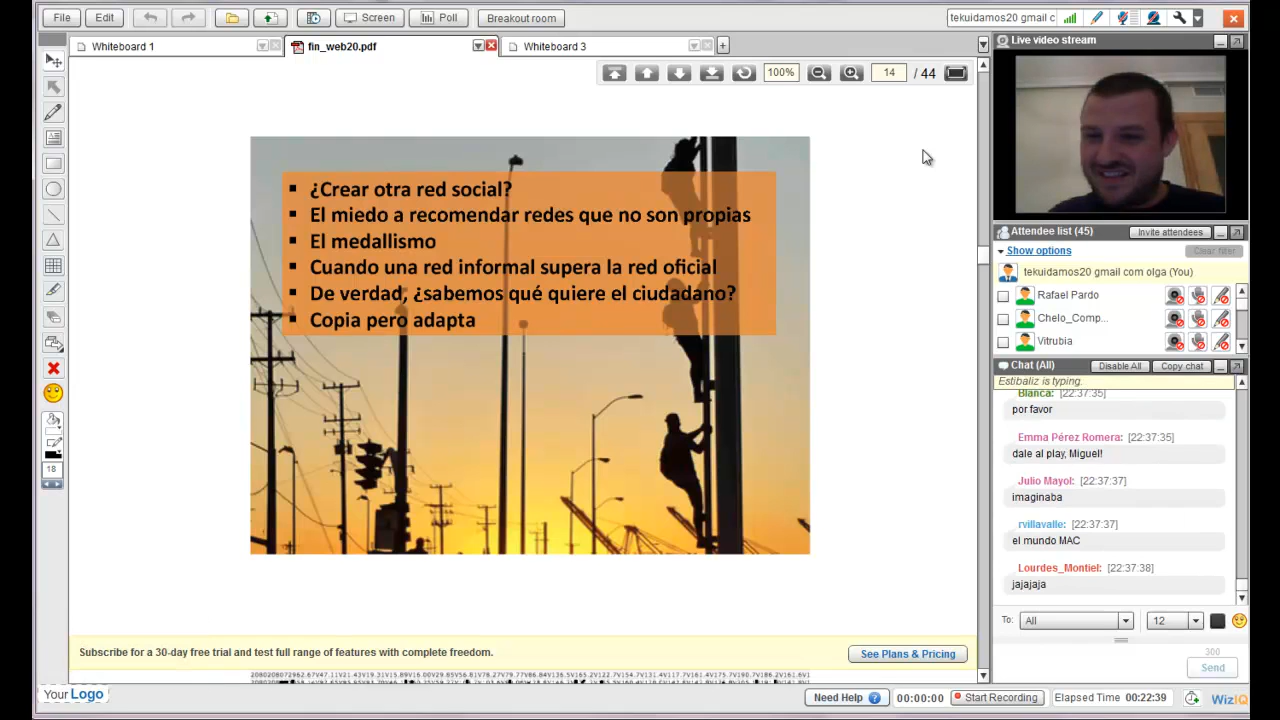 File Edit Screen Poll Breakout room tekuidamos20 gmail c
Whiteboard 1 fin_web20.pdf Whiteboard 3
100% 14 / 44
¿Crear otra red social?
El miedo a recomendar redes que no son propias
El medallismo
Cuando una red informal supera la red oficial
De verdad, ¿sabemos qué quiere el ciudadano?
Copia pero adapta
18
Subscribe for a 30-day free trial and test full range of features with complete freedom. See Plans & Pricing
Your Logo
Need Help ? 00:00:00 Start Recording Elapsed Time 00:22:39 WizIQ
Live video stream
Attendee list (45) Invite attendees
Show options Clear filter
tekuidamos20 gmail com olga (You)
Rafael Pardo
Chelo_Comp...
Vitrubia
Chat (All) Disable All Copy chat
Estibaliz is typing.
Blanca: [22:37:35]
por favor
Emma Pérez Romera: [22:37:35]
dale al play, Miguel!
Julio Mayol: [22:37:37]
imaginaba
rvillavalle: [22:37:37]
el mundo MAC
Lourdes_Montiel: [22:37:38]
jajajaja
To: All 12
300
Send